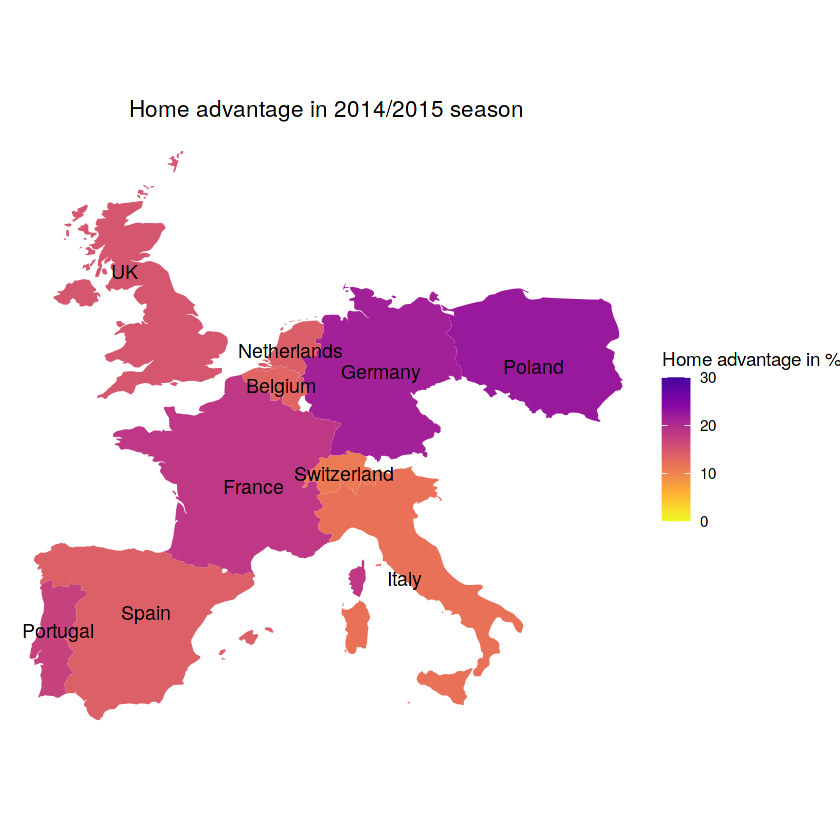 Home advantage in 2014/2015 season
UK
Netherlands
Belgium
Germany
Poland
France
Switzerland
Italy
Spain
Portugal
Home advantage in %
30
20
10
0